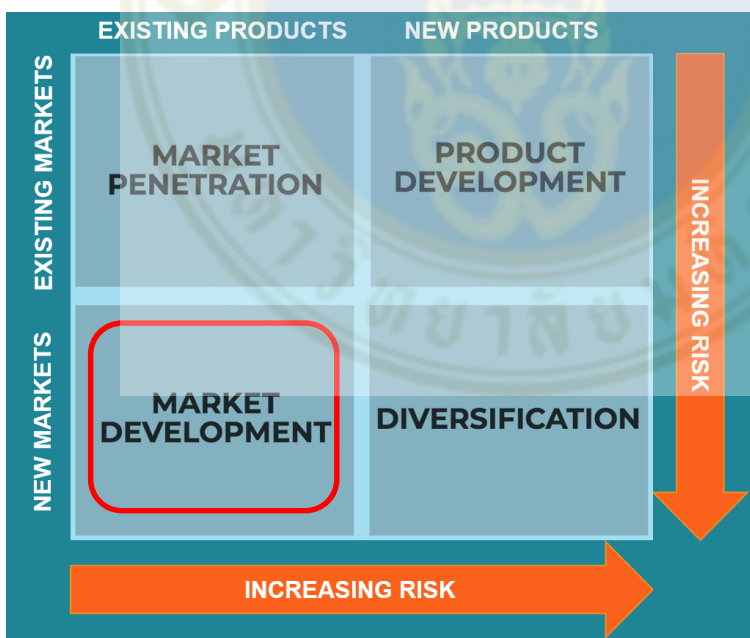 EXISTING PRODUCTS
NEW PRODUCTS
EXISTING MARKETS
MARKET
PENETRATION
PRODUCT
DEVELOPMENT
INCREASING RISK
NEW MARKETS
MARKET
DEVELOPMENT
DIVERSIFICATION
INCREASING RISK